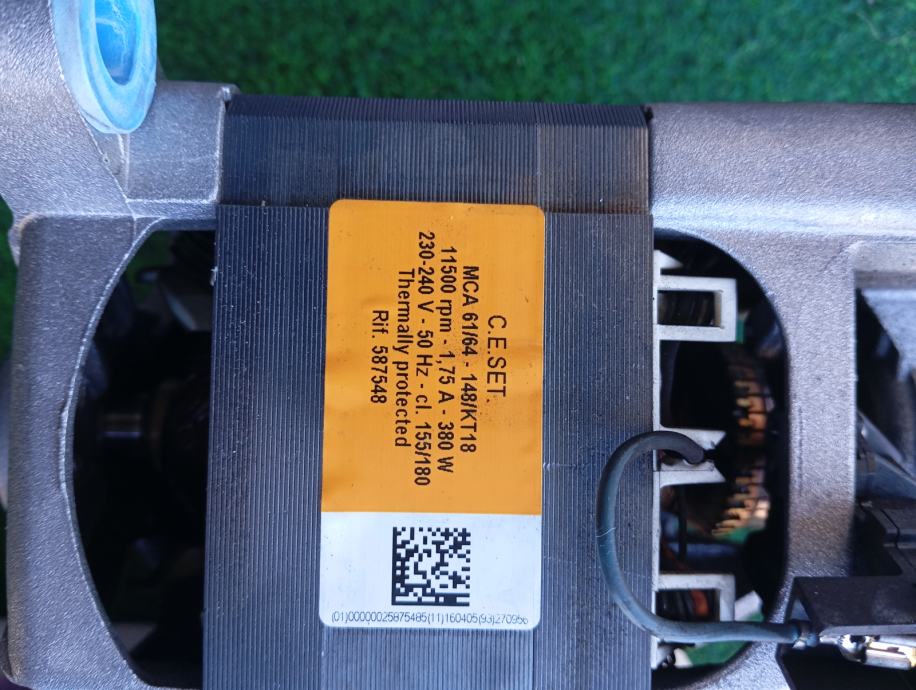 C.E.SET.
MCA 61/64 - 148/KT18
11500 rpm - 1,75 A - 380 W
230-240 V - 50 Hz - cl. 155/180
Thermally protected
Rif. 587548
(01)00000025875485(11)160405(93)270956